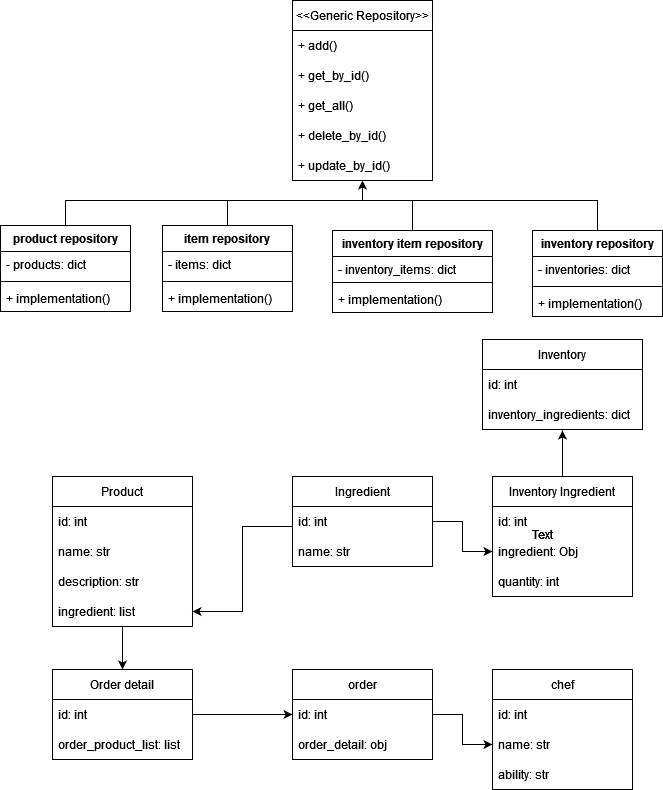 <<Generic Repository>>
+ add()
+ get_by_id()
+ get_all()
+ delete_by_id()
+ update_by_id()
product repository
- products: dict
+ implementation()
item repository
- items: dict
+ implementation()
inventory item repository
- inventory_items: dict
+ implementation()
inventory repository
- inventories: dict
+ implementation()
Inventory
id: int
inventory_ingredients: dict
Product
id: int
name: str
description: str
ingredient: list
Ingredient
id: int
name: str
Inventory Ingredient
id: int
Text
ingredient: Obj
quantity: int
Order detail
id: int
order_product_list: list
order
id: int
order_detail: obj
chef
id: int
name: str
ability: str